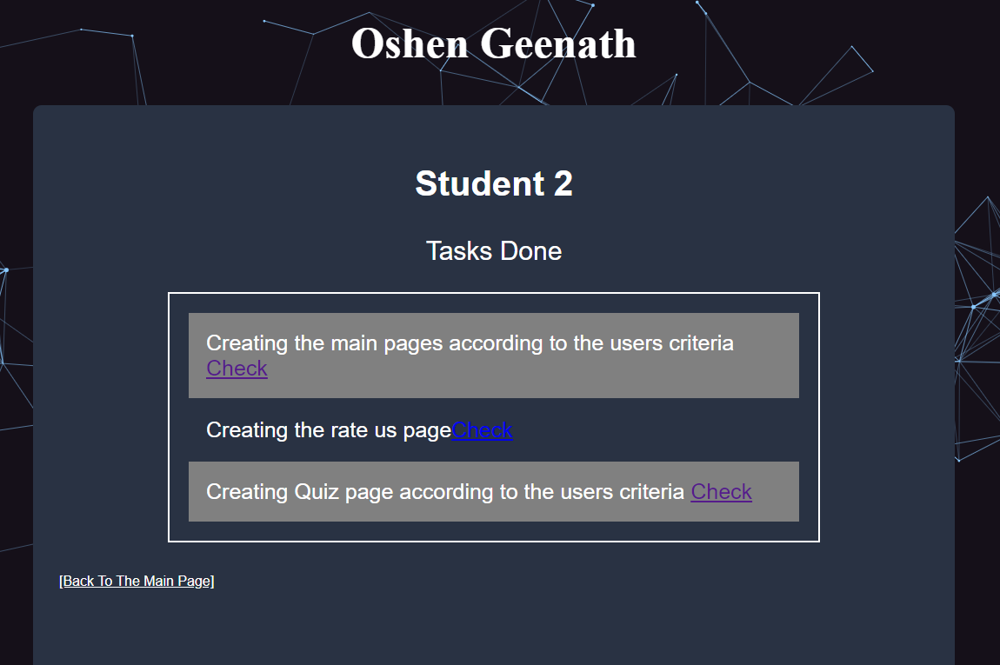 Oshen Geenath
Student 2
Tasks Done
Creating the main pages according to the users criteria
Check
Creating the rate us pageCheck
Creating Quiz page according to the users criteria Check
[Back To The Main Page]